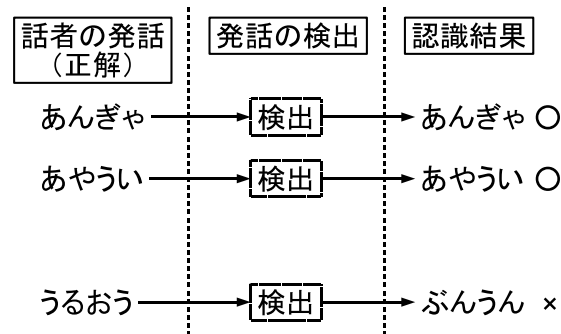 話者の発話
（正解）
発話の検出
認識結果
あんぎゃ 検出 あんぎゃ ○
あやうい 検出 あやうい ○
うるおう 検出 ぶんうん ×